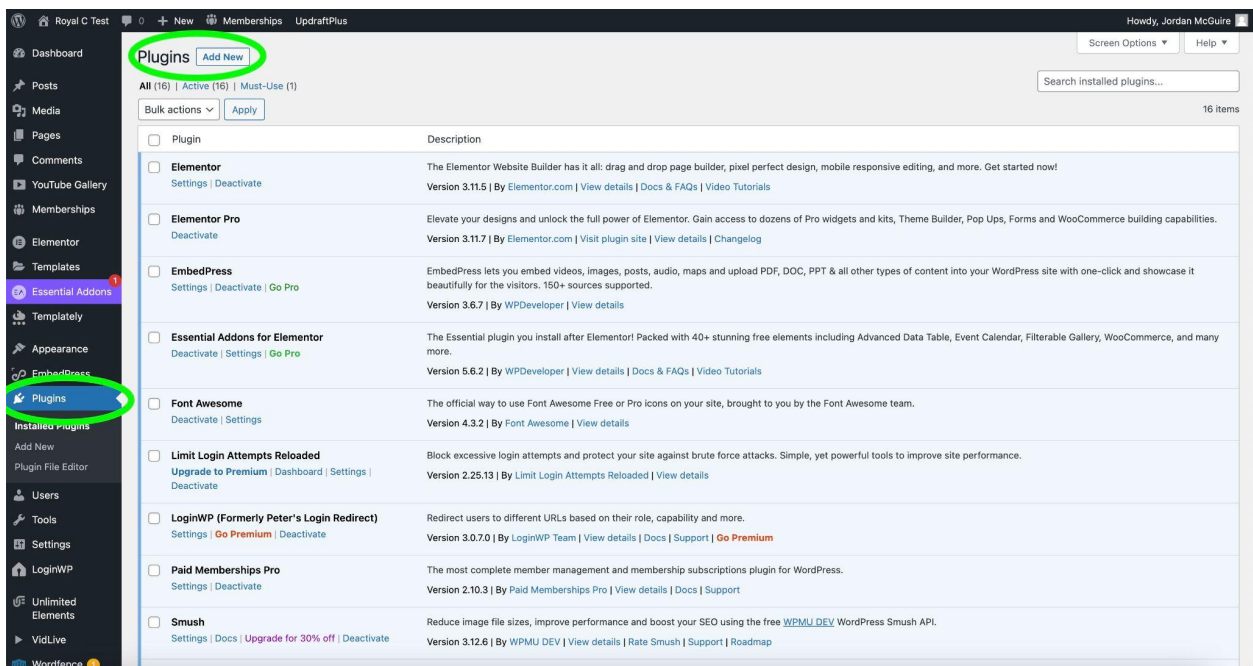 Royal C Test 0 + New Memberships UpdraftPlus Howdy, Jordan McGuire
Screen Options ▼ Help ▼
Dashboard
Posts
Media
Pages
Comments
YouTube Gallery
Memberships
Elementor
Templates
Essential Addons 1
Templately
Appearance
EmbedPress
Plugins
Installed Plugins
Add New
Plugin File Editor
Users
Tools
Settings
LoginWP
Unlimited
Elements
VidLive
Wordfence 1
Plugins Add New
All (16) | Active (16) | Must-Use (1)
Search installed plugins...
Bulk actions Apply
16 items
Plugin Description
Elementor
Settings | Deactivate
The Elementor Website Builder has it all: drag and drop page builder, pixel perfect design, mobile responsive editing, and more. Get started now!
Version 3.11.5 | By Elementor.com | View details | Docs & FAQs | Video Tutorials
Elementor Pro
Deactivate
Elevate your designs and unlock the full power of Elementor. Gain access to dozens of Pro widgets and kits, Theme Builder, Pop Ups, Forms and WooCommerce building capabilities.
Version 3.11.7 | By Elementor.com | Visit plugin site | View details | Changelog
EmbedPress
Settings | Deactivate | Go Pro
EmbedPress lets you embed videos, images, posts, audio, maps and upload PDF, DOC, PPT & all other types of content into your WordPress site with one-click and showcase it
beautifully for the visitors. 150+ sources supported.
Version 3.6.7 | By WPDeveloper | View details
Essential Addons for Elementor
Deactivate | Settings | Go Pro
The Essential plugin you install after Elementor! Packed with 40+ stunning free elements including Advanced Data Table, Event Calendar, Filterable Gallery, WooCommerce, and many
more.
Version 5.6.2 | By WPDeveloper | View details | Docs & FAQs | Video Tutorials
Font Awesome
Deactivate | Settings
The official way to use Font Awesome Free or Pro icons on your site, brought to you by the Font Awesome team.
Version 4.3.2 | By Font Awesome | View details
Limit Login Attempts Reloaded
Upgrade to Premium | Dashboard | Settings |
Deactivate
Block excessive login attempts and protect your site against brute force attacks. Simple, yet powerful tools to improve site performance.
Version 2.25.13 | By Limit Login Attempts Reloaded | View details
LoginWP (Formerly Peter's Login Redirect)
Settings | Go Premium | Deactivate
Redirect users to different URLs based on their role, capability and more.
Version 3.0.7.0 | By LoginWP Team | View details | Docs | Support | Go Premium
Paid Memberships Pro
Settings | Deactivate
The most complete member management and membership subscriptions plugin for WordPress.
Version 2.10.3 | By Paid Memberships Pro | View details | Docs | Support
Smush
Settings | Docs | Upgrade for 30% off | Deactivate
Reduce image file sizes, improve performance and boost your SEO using the free WPMU DEV WordPress Smush API.
Version 3.12.6 | By WPMU DEV | View details | Rate Smush | Support | Roadmap